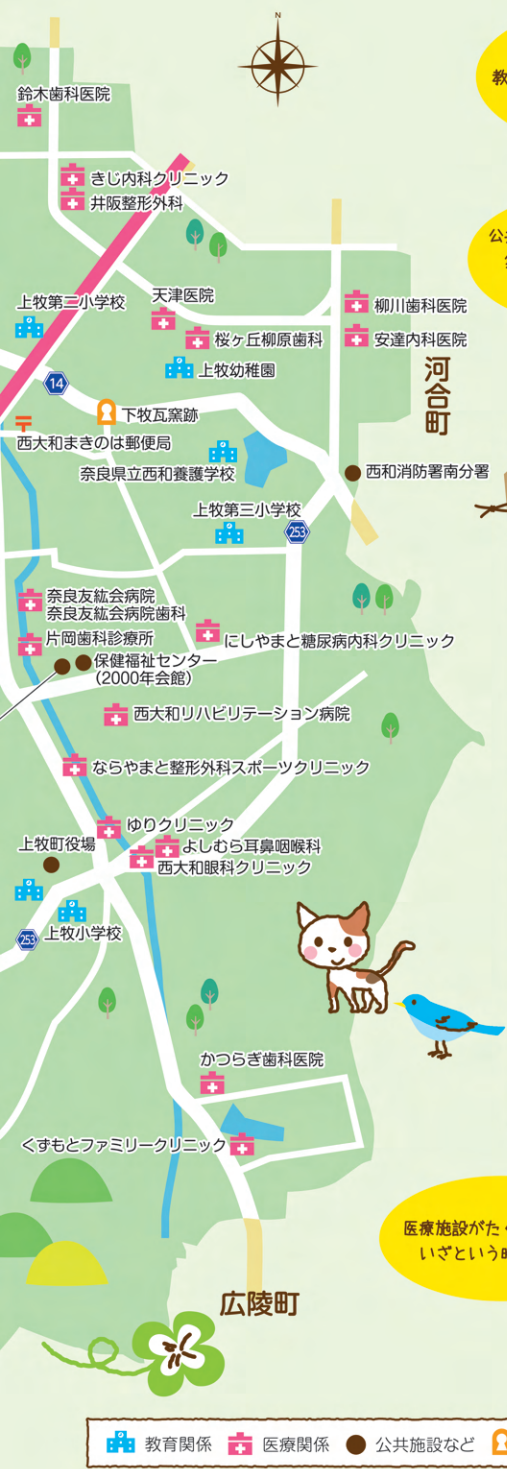 N
鈴木歯科医院
教
きじ内科クリニック
井阪整形外科
公共
上牧第二小学校
天津医院
柳川歯科医院
桜ヶ丘柳原歯科
安達内科医院
上牧幼稚園
河合町
14
下牧瓦窯跡
西大和まきのは郵便局
奈良県立西和養護学校
西和消防署南分署
上牧第三小学校
253
奈良友紘会病院
奈良友紘会病院歯科
片岡歯科診療所
にしやまと糖尿病内科クリニック
保健福祉センター
(2000年会館)
西大和リハビリテーション病院
ならやまと整形外科スポーツクリニック
ゆりクリニック
上牧町役場
よしむら耳鼻咽喉科
西大和眼科クリニック
上牧小学校
253
かつらぎ歯科医院
くずもとファミリークリニック
医療施設がた
いざという時
広陵町
教育関係
医療関係
公共施設など